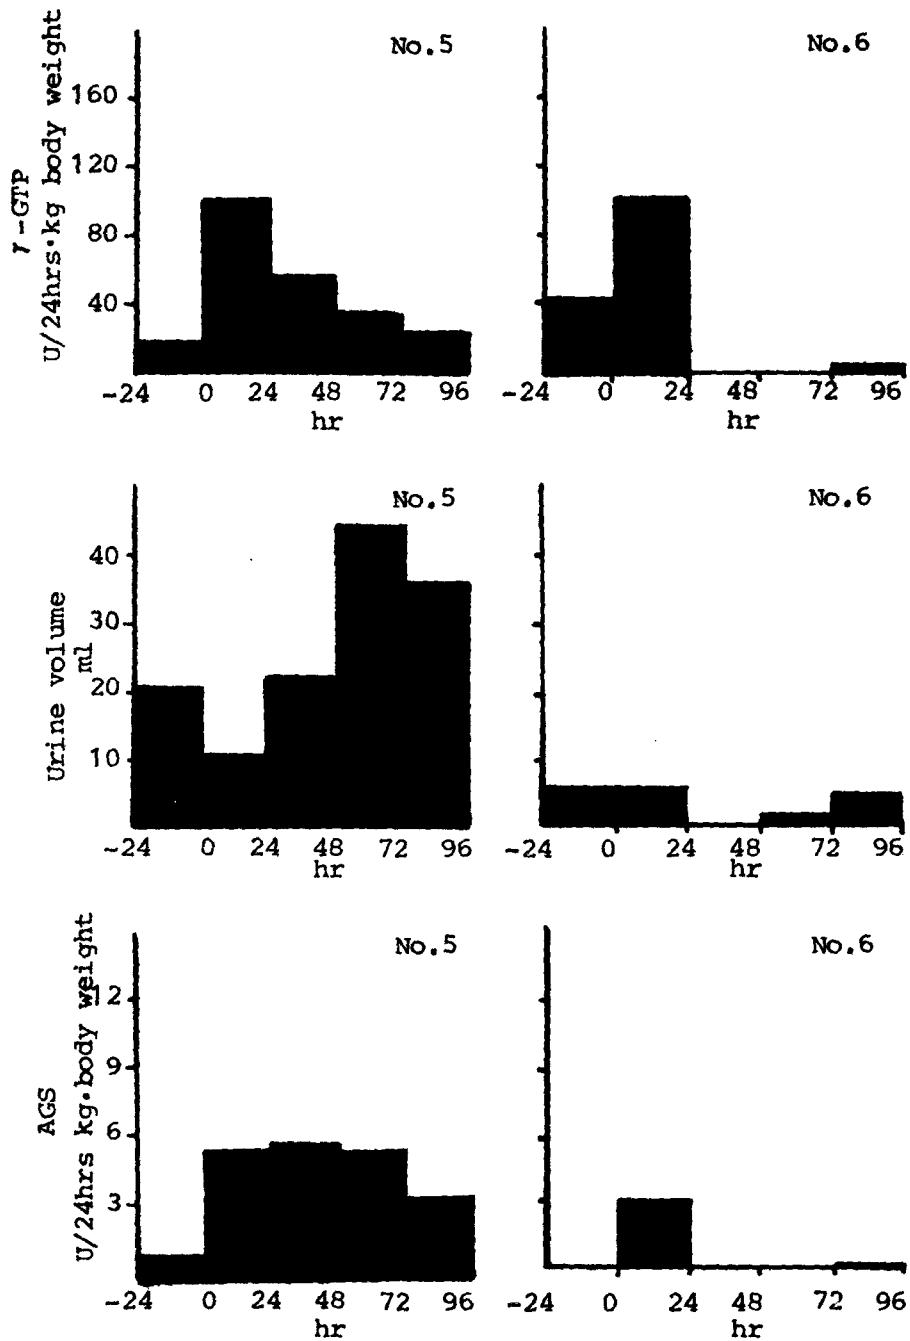 No.5
No.6
γ-GTP
U/24hrs·kg body weight
160
120
80
40
-24 0 24 48 72 96
hr
-24 0 24 48 72 96
hr
No.5
No.6
Urine volume
ml
40
30
20
10
-24 0 24 48 72 96
hr
-24 0 24 48 72 96
hr
No.5
No.6
AGS
U/24hrs kg·body weight
12
9
6
3
-24 0 24 48 72 96
hr
-24 0 24 48 72 96
hr